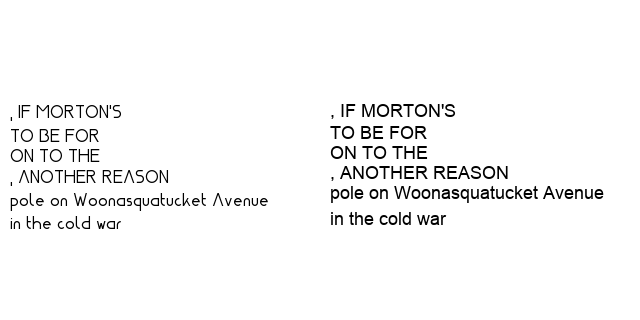 , IF MORTON'S
TO BE FOR
ON TO THE
, ANOTHER REASON
pole on Woonasquatucket Avenue
in the cold war
, IF MORTON'S
TO BE FOR
ON TO THE
, ANOTHER REASON
pole on Woonasquatucket Avenue
in the cold war